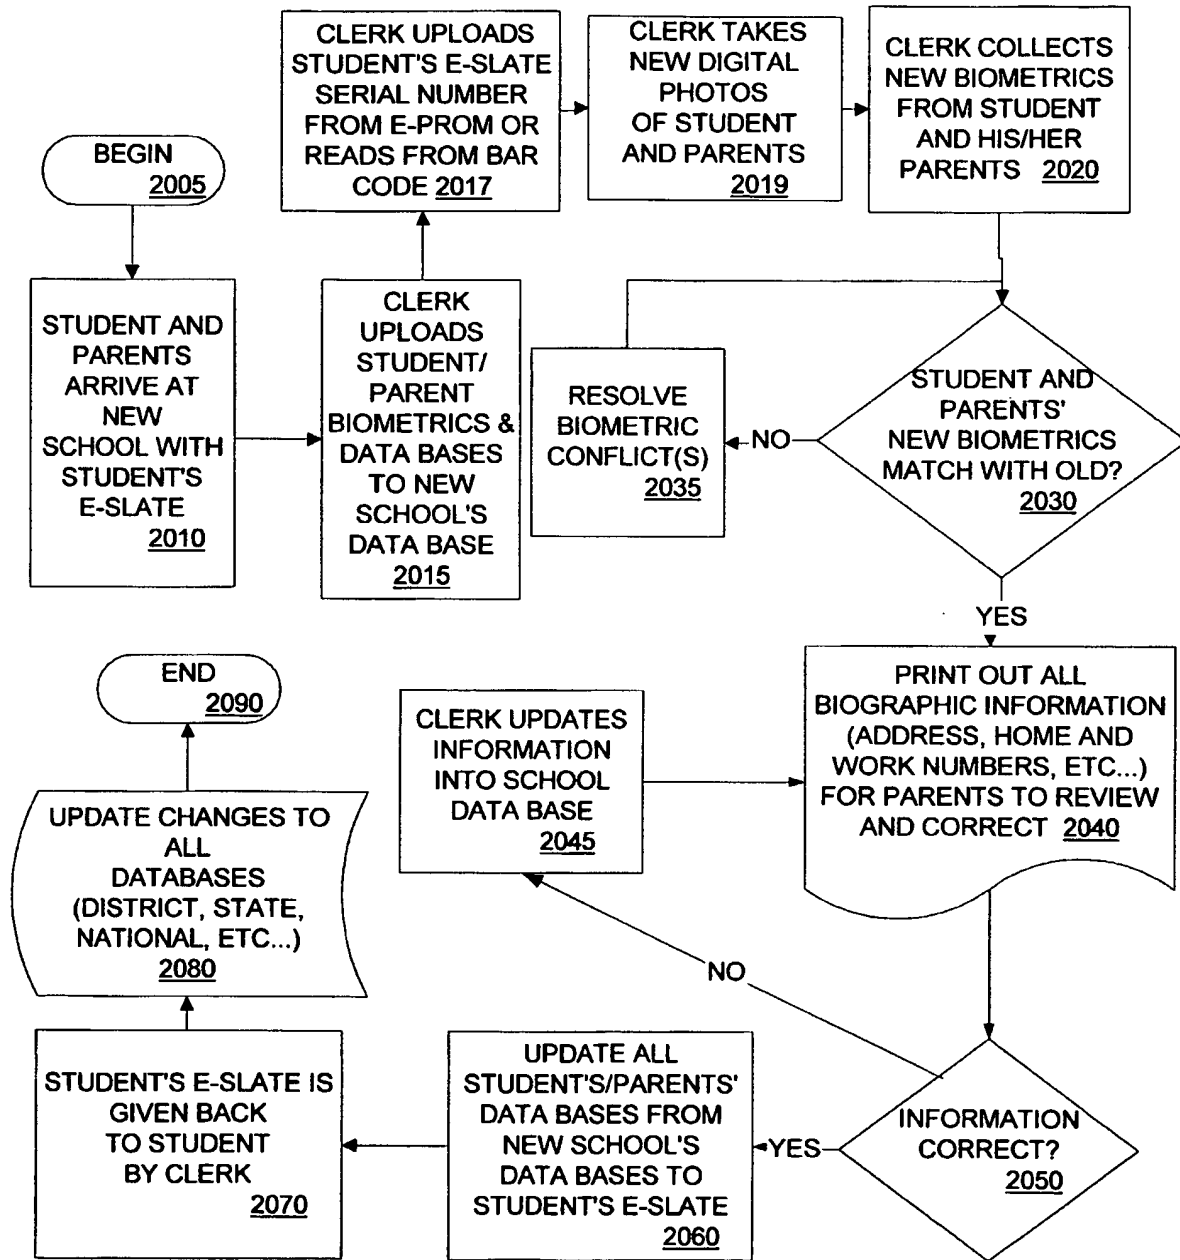 BEGIN
2005
STUDENT AND
PARENTS
ARRIVE AT
NEW
SCHOOL WITH
STUDENT'S
E-SLATE
2010
CLERK
UPLOADS
STUDENT/
PARENT
BIOMETRICS &
DATA BASES
TO NEW
SCHOOL'S
DATA BASE
2015
CLERK UPLOADS
STUDENT'S E-SLATE
SERIAL NUMBER
FROM E-PROM OR
READS FROM BAR
CODE 2017
CLERK TAKES
NEW DIGITAL
PHOTOS
OF STUDENT
AND PARENTS
2019
CLERK COLLECTS
NEW BIOMETRICS
FROM STUDENT
AND HIS/HER
PARENTS 2020
STUDENT AND
PARENTS'
NEW BIOMETRICS
MATCH WITH OLD?
2030
NO
RESOLVE
BIOMETRIC
CONFLICT(S)
2035
YES
PRINT OUT ALL
BIOGRAPHIC INFORMATION
(ADDRESS, HOME AND
WORK NUMBERS, ETC...)
FOR PARENTS TO REVIEW
AND CORRECT 2040
INFORMATION
CORRECT?
2050
NO
CLERK UPDATES
INFORMATION
INTO SCHOOL
DATA BASE
2045
YES
UPDATE ALL
STUDENT'S/PARENTS'
DATA BASES FROM
NEW SCHOOL'S
DATA BASES TO
STUDENT'S E-SLATE
2060
STUDENT'S E-SLATE IS
GIVEN BACK
TO STUDENT
BY CLERK
2070
UPDATE CHANGES TO
ALL
DATABASES
(DISTRICT, STATE,
NATIONAL, ETC...)
2080
END
2090